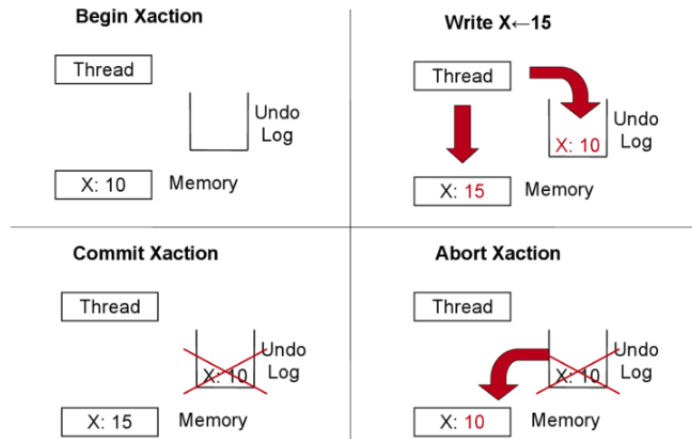 Begin Xaction
Thread
Undo
Log
X: 10
Memory
Write X←15
Thread
Undo
Log
X: 10
X: 15
Memory
Commit Xaction
Thread
Undo
Log
X: 10
X: 15
Memory
Abort Xaction
Thread
Undo
Log
X: 10
X: 10
Memory